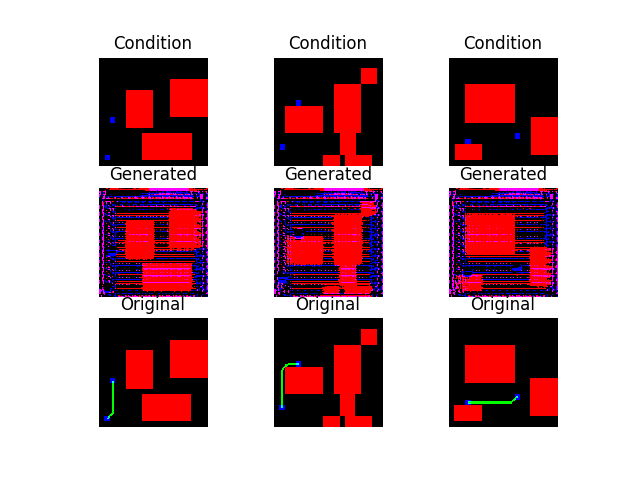 Condition Condition Condition
Generated Generated Generated
Original Original Original